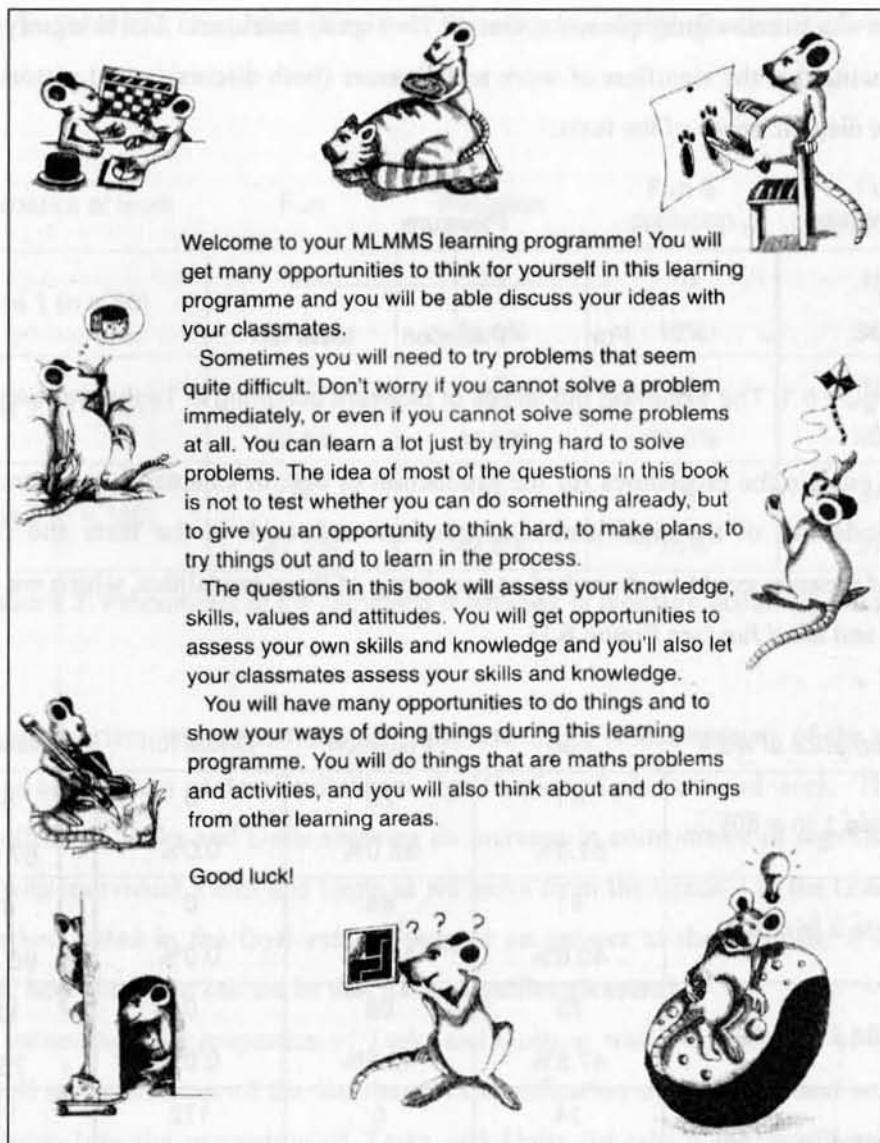 Welcome to your MLMMS learning programme! You will
get many opportunities to think for yourself in this learning
programme and you will be able discuss your ideas with
your classmates.
Sometimes you will need to try problems that seem
quite difficult. Don't worry if you cannot solve a problem
immediately, or even if you cannot solve some problems
at all. You can learn a lot just by trying hard to solve
problems. The idea of most of the questions in this book
is not to test whether you can do something already, but
to give you an opportunity to think hard, to make plans, to
try things out and to learn in the process.
The questions in this book will assess your knowledge,
skills, values and attitudes. You will get opportunities to
assess your own skills and knowledge and you'll also let
your classmates assess your skills and knowledge.
You will have many opportunities to do things and to
show your ways of doing things during this learning
programme. You will do things that are maths problems
and activities, and you will also think about and do things
from other learning areas.
Good luck!
? ? ?